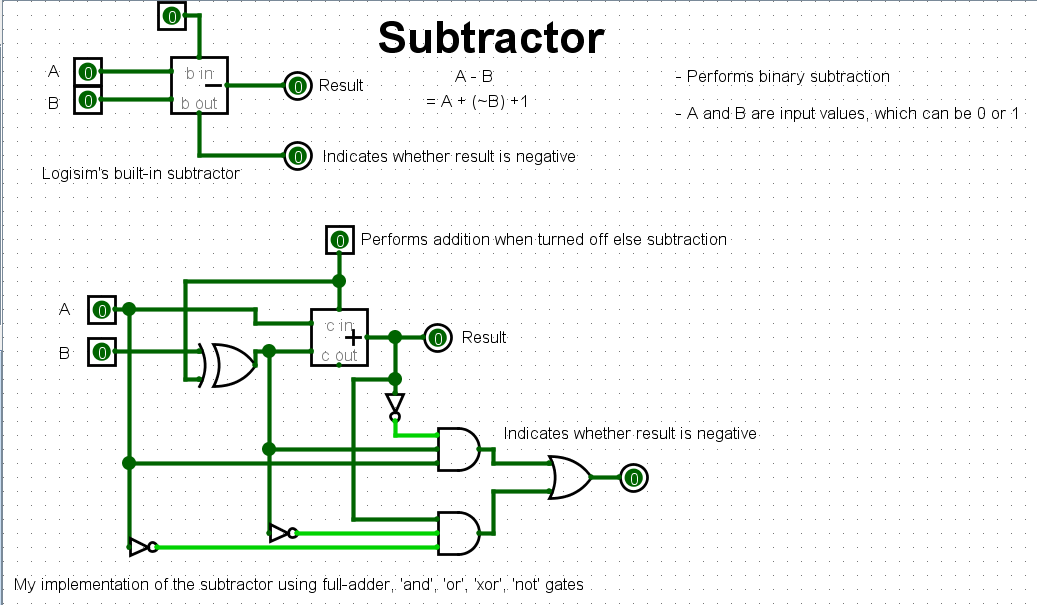 Subtractor
0
b in
b out
A
0
B
0
0
Result
A - B
= A + (~B) +1
- Performs binary subtraction
- A and B are input values, which can be 0 or 1
0
Indicates whether result is negative
Logisim's built-in subtractor
0
Performs addition when turned off else subtraction
A
0
B
0
c in
c out
0
Result
Indicates whether result is negative
0
My implementation of the subtractor using full-adder, 'and', 'or', 'xor', 'not' gates